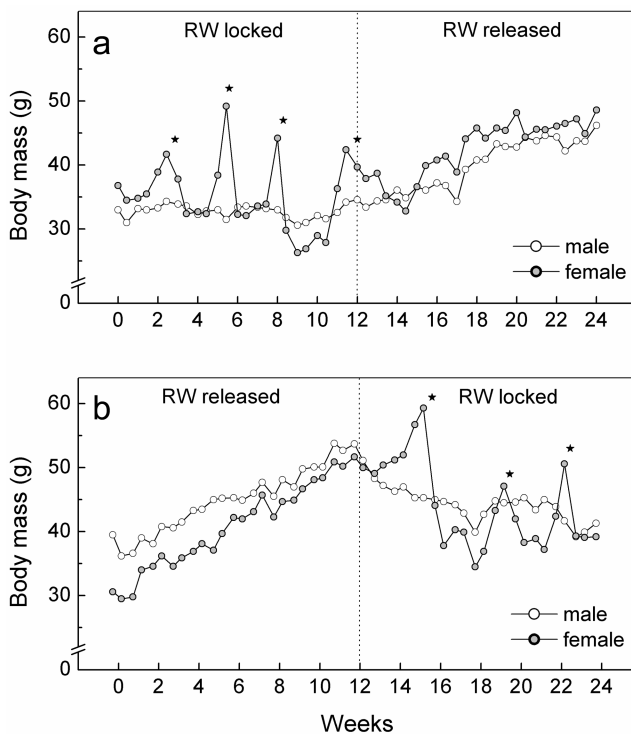 a
RW locked
RW released
Body mass (g)
60
50
40
30
0
male
female
0 2 4 6 8 10 12 14 16 18 20 22 24
b
RW released
RW locked
Body mass (g)
60
50
40
30
0
male
female
0 2 4 6 8 10 12 14 16 18 20 22 24
Weeks